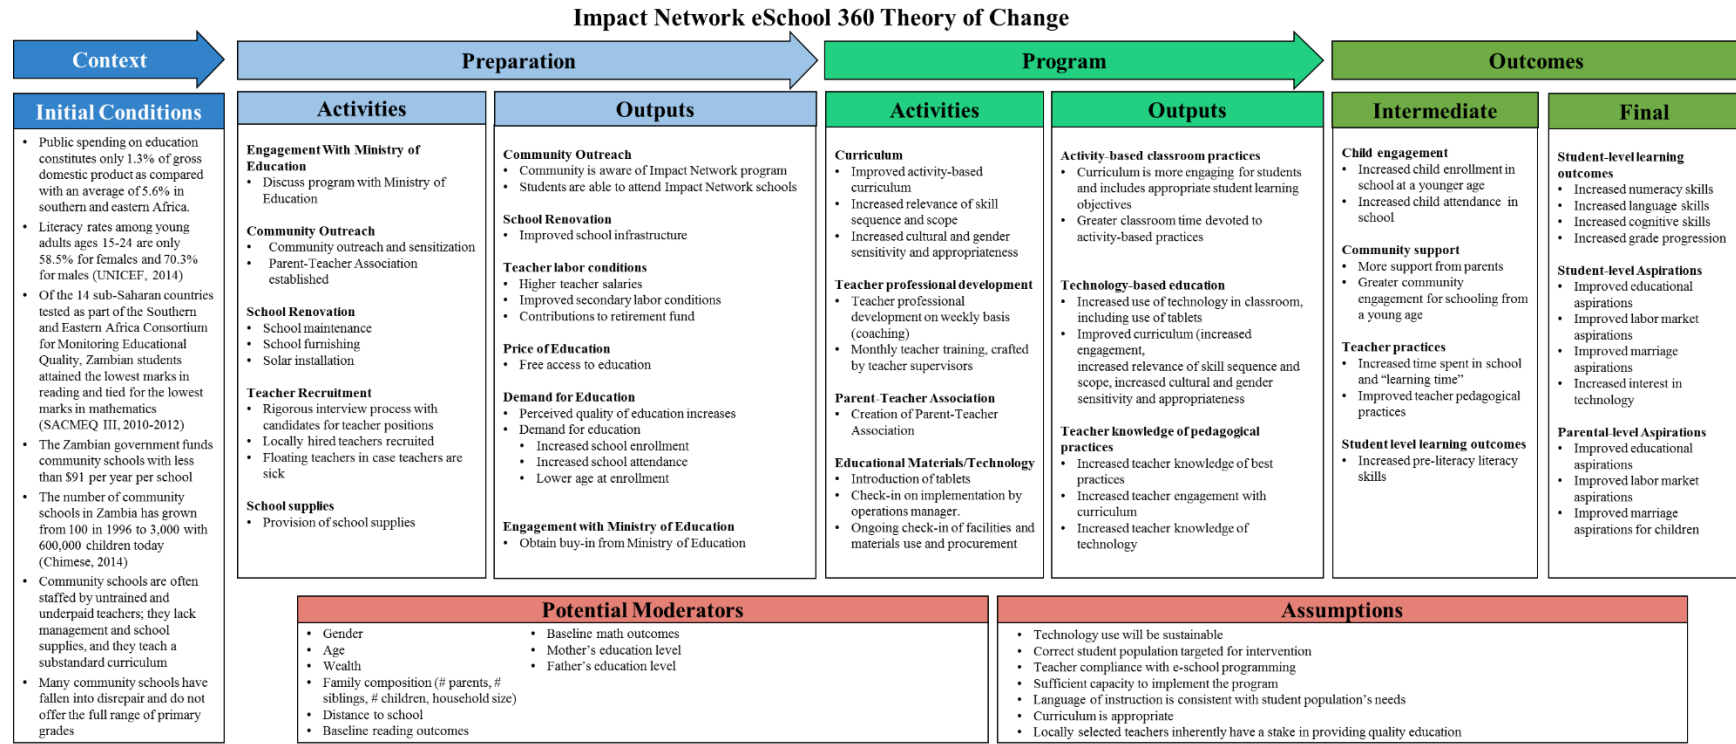 Impact Network eSchool 360 Theory of Change
Context
Preparation
Program
Outcomes
Initial Conditions
• Public spending on education
constitutes only 1.3% of gross
domestic product as compared
with an average of 5.6% in
southern and eastern Africa.
• Literacy rates among young
adults ages 15-24 are only
58.5% for females and 70.3%
for males (UNICEF, 2014)
• Of the 14 sub-Saharan countries
tested as part of the Southern
and Eastern Africa Consortium
for Monitoring Educational
Quality, Zambian students
attained the lowest marks in
reading and tied for the lowest
marks in mathematics
(SACMEQ III, 2010-2012)
• The Zambian government funds
community schools with less
than $91 per year per school
• The number of community
schools in Zambia has grown
from 100 in 1996 to 3,000 with
600,000 children today
(Chimese, 2014)
• Community schools are often
staffed by untrained and
underpaid teachers; they lack
management and school
supplies, and they teach a
substandard curriculum
• Many community schools have
fallen into disrepair and do not
offer the full range of primary
grades
Activities
Engagement With Ministry of
Education
• Discuss program with Ministry of
Education
Community Outreach
• Community outreach and sensitization
• Parent-Teacher Association
established
School Renovation
• School maintenance
• School furnishing
• Solar installation
Teacher Recruitment
• Rigorous interview process with
candidates for teacher positions
• Locally hired teachers recruited
• Floating teachers in case teachers are
sick
School supplies
• Provision of school supplies
Outputs
Community Outreach
• Community is aware of Impact Network program
• Students are able to attend Impact Network schools
School Renovation
• Improved school infrastructure
Teacher labor conditions
• Higher teacher salaries
• Improved secondary labor conditions
• Contributions to retirement fund
Price of Education
• Free access to education
Demand for Education
• Perceived quality of education increases
• Demand for education
• Increased school enrollment
• Increased school attendance
• Lower age at enrollment
Engagement with Ministry of Education
• Obtain buy-in from Ministry of Education
Activities
Curriculum
• Improved activity-based
curriculum
• Increased relevance of skill
sequence and scope
• Increased cultural and gender
sensitivity and appropriateness
Teacher professional development
• Teacher professional
development on weekly basis
(coaching)
• Monthly teacher training, crafted
by teacher supervisors
Parent-Teacher Association
• Creation of Parent-Teacher
Association
Educational Materials/Technology
• Introduction of tablets
• Check-in on implementation by
operations manager.
• Ongoing check-in of facilities and
materials use and procurement
Outputs
Activity-based classroom practices
• Curriculum is more engaging for students
and includes appropriate student learning
objectives
• Greater classroom time devoted to
activity-based practices
Technology-based education
• Increased use of technology in classroom,
including use of tablets
• Improved curriculum (increased
engagement,
increased relevance of skill sequence and
scope, increased cultural and gender
sensitivity and appropriateness
Teacher knowledge of pedagogical
practices
• Increased teacher knowledge of best
practices
• Increased teacher engagement with
curriculum
• Increased teacher knowledge of
technology
Intermediate
Child engagement
• Increased child enrollment in
school at a younger age
• Increased child attendance in
school
Community support
• More support from parents
• Greater community
engagement for schooling from
a young age
Teacher practices
• Increased time spent in school
and “learning time”
• Improved teacher pedagogical
practices
Student level learning outcomes
• Increased pre-literacy literacy
skills
Final
Student-level learning
outcomes
• Increased numeracy skills
• Increased language skills
• Increased cognitive skills
• Increased grade progression
Student-level Aspirations
• Improved educational
aspirations
• Improved labor market
aspirations
• Improved marriage
aspirations
• Increased interest in
technology
Parental-level Aspirations
• Improved educational
aspirations
• Improved labor market
aspirations
• Improved marriage
aspirations for children
Potential Moderators
• Gender
• Age
• Wealth
• Family composition (# parents, #
siblings, # children, household size)
• Distance to school
• Baseline reading outcomes
• Baseline math outcomes
• Mother’s education level
• Father’s education level
Assumptions
• Technology use will be sustainable
• Correct student population targeted for intervention
• Teacher compliance with e-school programming
• Sufficient capacity to implement the program
• Language of instruction is consistent with student population’s needs
• Curriculum is appropriate
• Locally selected teachers inherently have a stake in providing quality education